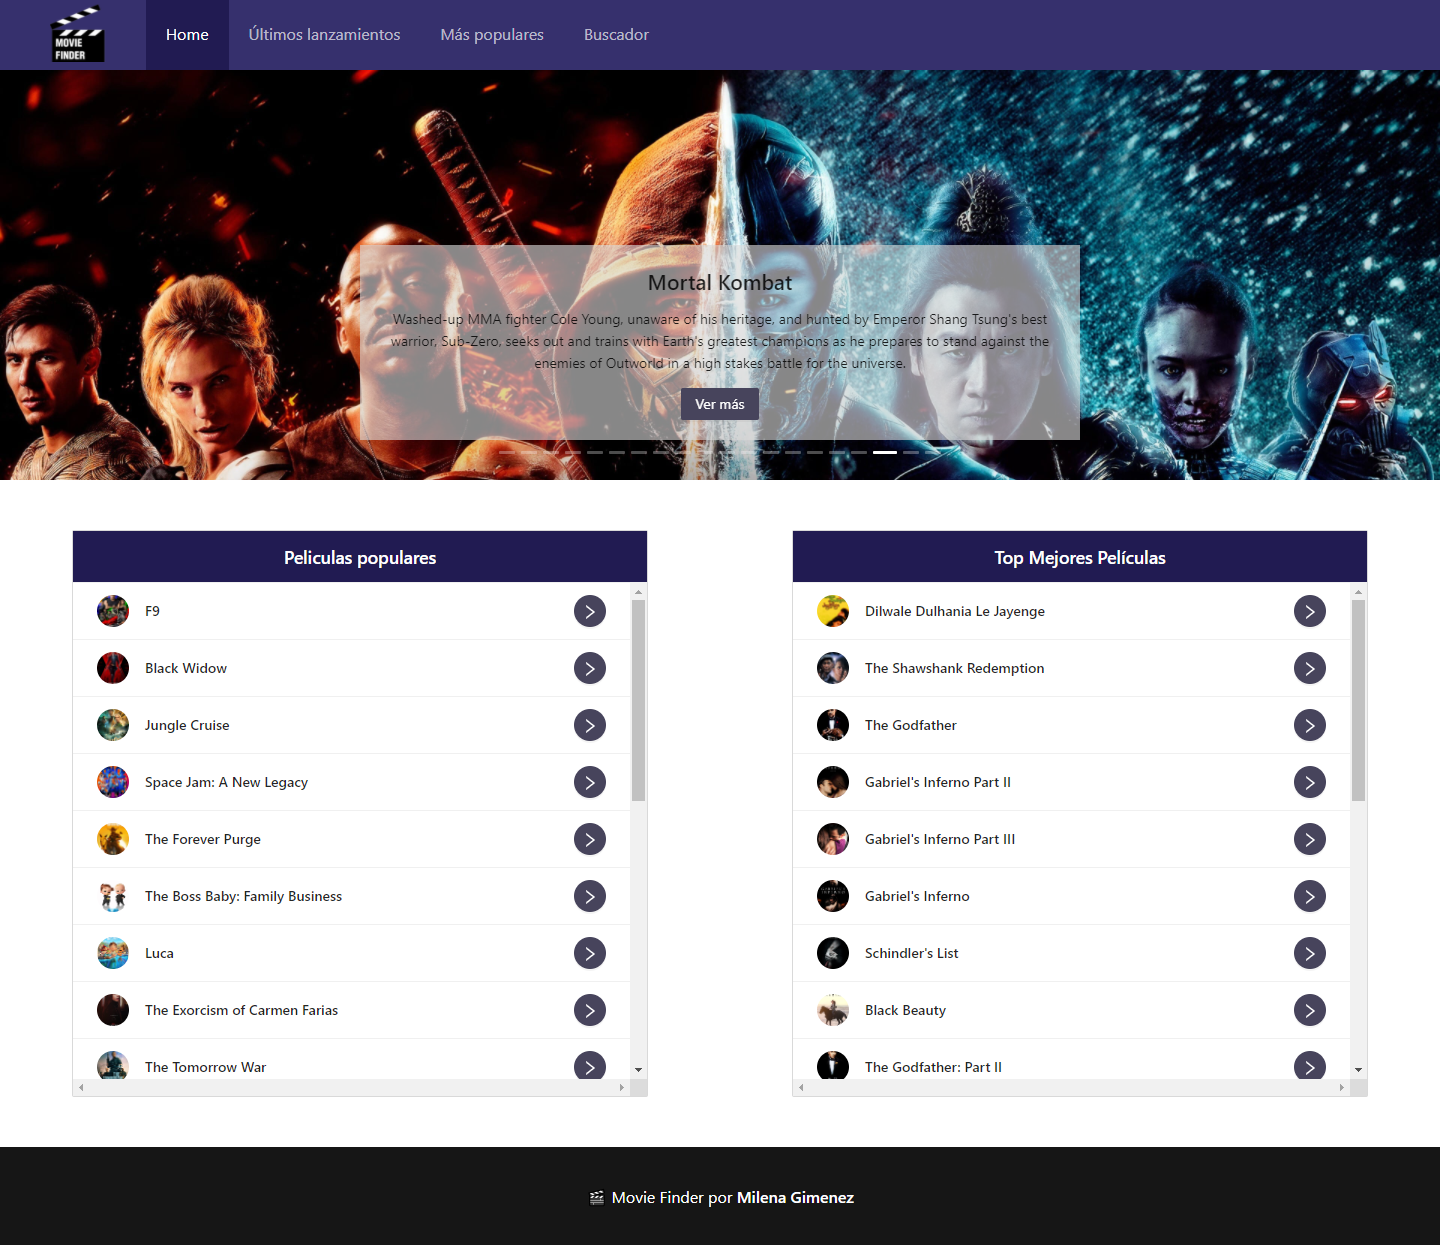 MOVIE
FINDER
Home
Últimos lanzamientos
Más populares
Buscador
Mortal Kombat
Washed-up MMA fighter Cole Young, unaware of his heritage, and hunted by Emperor Shang Tsung's best
warrior, Sub-Zero, seeks out and trains with Earth's greatest champions as he prepares to stand against the
enemies of Outworld in a high stakes battle for the universe.
Ver más
Peliculas populares
F9
Black Widow
Jungle Cruise
Space Jam: A New Legacy
The Forever Purge
The Boss Baby: Family Business
Luca
The Exorcism of Carmen Farias
The Tomorrow War
Top Mejores Películas
Dilwale Dulhania Le Jayenge
The Shawshank Redemption
The Godfather
Gabriel's Inferno Part II
Gabriel's Inferno Part III
Gabriel's Inferno
Schindler's List
Black Beauty
The Godfather: Part II
Movie Finder por Milena Gimenez